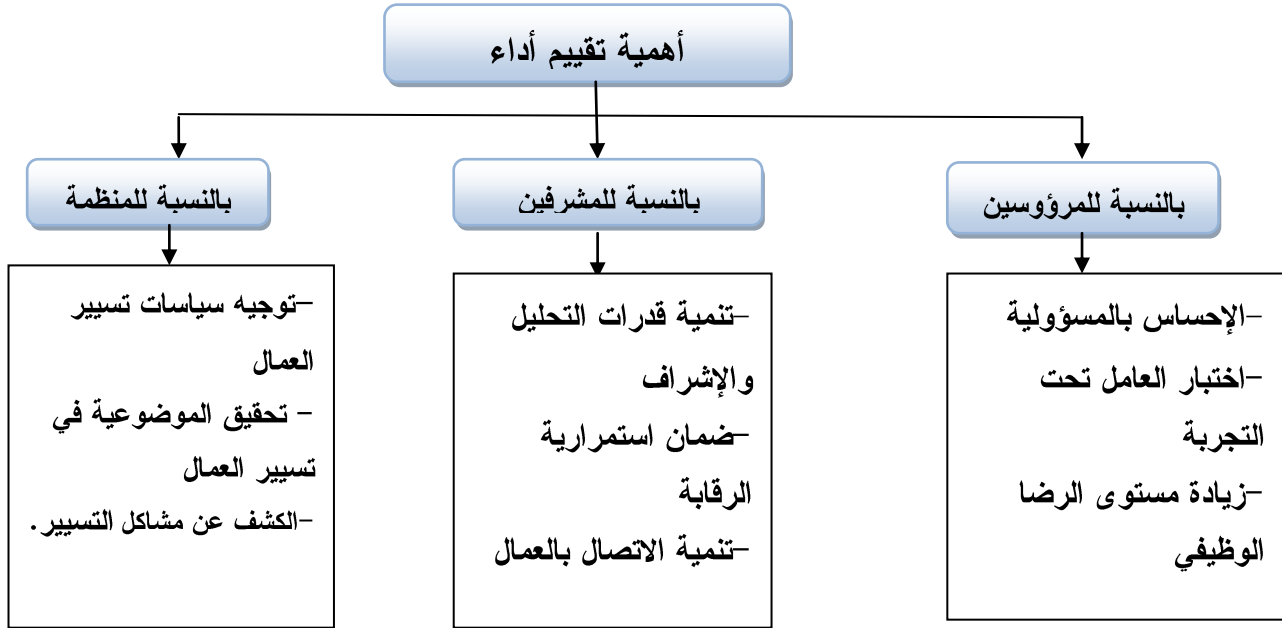 أهمية تقييم أداء
بالنسبة للمرؤوسين
بالنسبة للمشرفين
بالنسبة للمنظمة
-الإحساس بالمسؤولية
-اختبار العامل تحت
التجربة
-زيادة مستوى الرضا
الوظيفي
-تنمية قدرات التحليل
والإشراف
-ضمان استمرارية
الرقابة
-تنمية الاتصال بالعمال
-توجيه سياسات تسيير
العمال
- تحقيق الموضوعية في
تسيير العمال
-الكشف عن مشاكل التسيير.